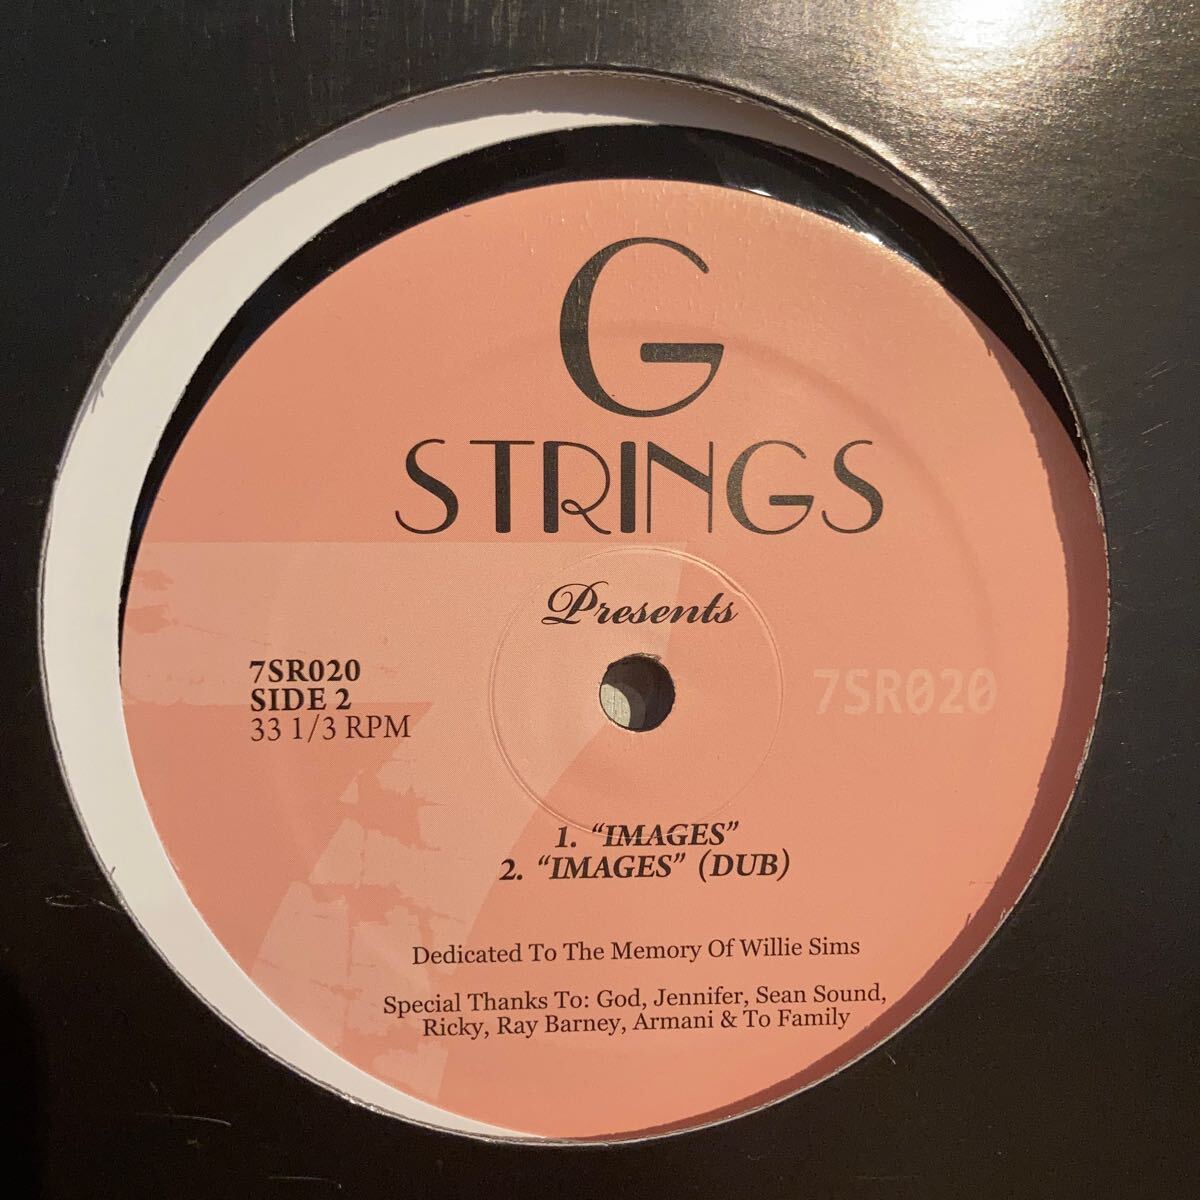 G
STRINGS
Presents
7SR020
SIDE 2
33 1/3 RPM
7SR020
1. “IMAGES”
2. “IMAGES” (DUB)
Dedicated To The Memory Of Willie Sims
Special Thanks To: God, Jennifer, Sean Sound,
Ricky, Ray Barney, Armani & To Family